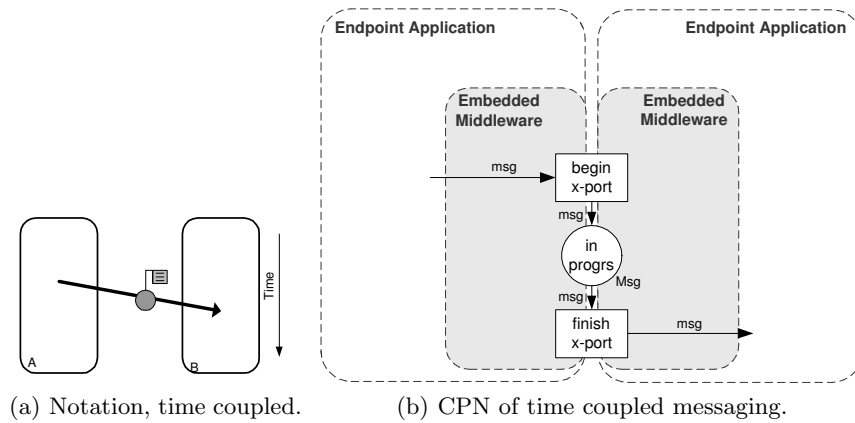 Endpoint Application
Endpoint Application
Embedded
Middleware
Embedded
Middleware
msg
begin
x-port
msg
in
progrs
Msg
msg
finish
x-port
msg
A
B
Time
(a) Notation, time coupled.
(b) CPN of time coupled messaging.